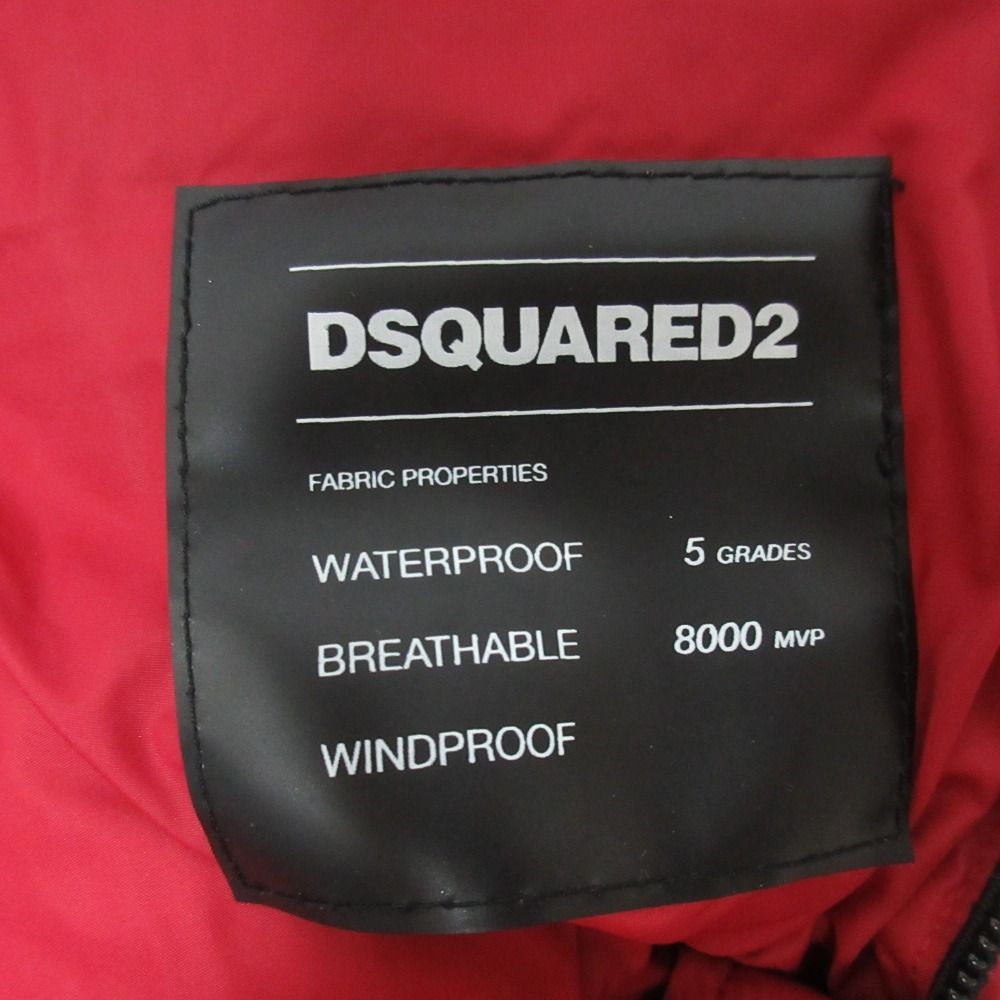 DSQUARED2
FABRIC PROPERTIES
WATERPROOF 5 GRADES
BREATHABLE 8000 MVP
WINDPROOF